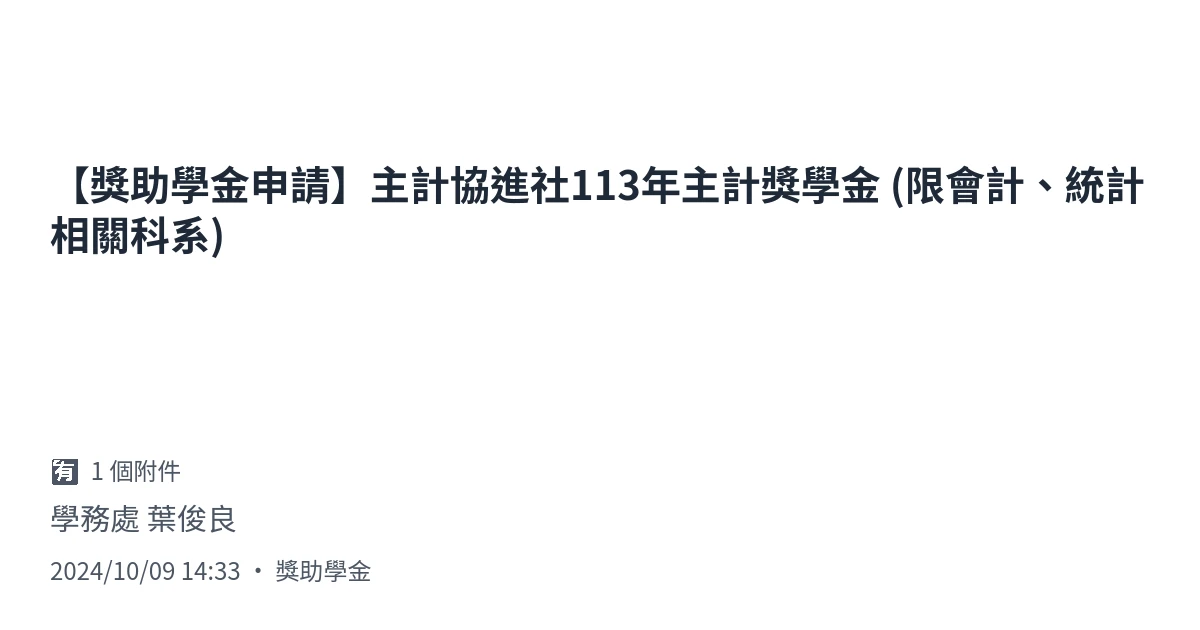 【獎助學金申請】主計協進社113年主計獎學金 (限會計、統計
相關科系)
🈶 1 個附件
學務處 葉俊良
2024/10/09 14:33 ・ 獎助學金